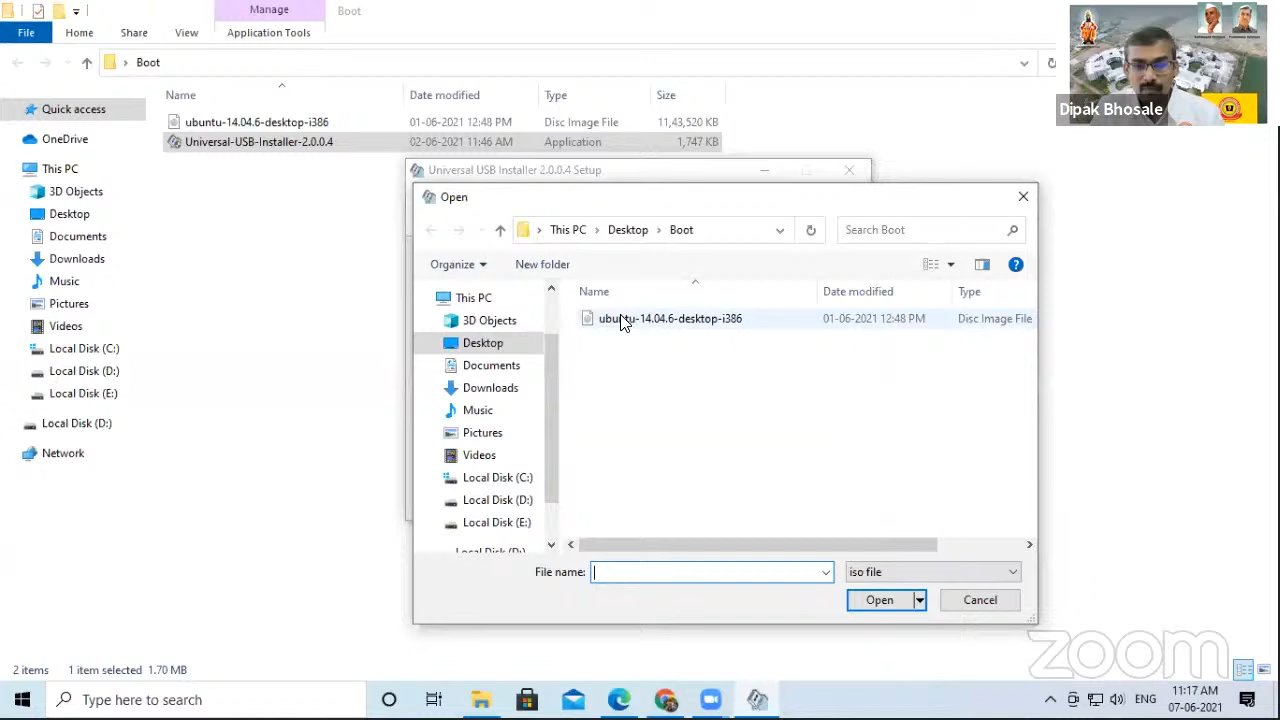 Manage
Boot
File
Home
Share
View
Application Tools
Boot
Name
Date modified
Type
Size
ubuntu-14.04.6-desktop-i386
01-06-2021 12:48 PM
Disc Image File
11,43,520 KB
Universal-USB-Installer-2.0.0.4
02-06-2021 11:46 AM
Application
1,747 KB
Quick access
OneDrive
This PC
3D Objects
Desktop
Documents
Downloads
Music
Pictures
Videos
Local Disk (C:)
Local Disk (D:)
Local Disk (E:)
Local Disk (D:)
Network
Universal USB Installer 2.0.0.4 Setup
Open
This PC
Desktop
Boot
Search Boot
Organize
New folder
This PC
3D Objects
Desktop
Documents
Downloads
Music
Pictures
Videos
Local Disk (C:)
Local Disk (D:)
Local Disk (E:)
Local Disk (D:)
Name
Date modified
Type
ubuntu-14.04.6-desktop-i386
01-06-2021 12:48 PM
Disc Image File
File name:
iso file
Open
Cancel
Dipak Bhosale
zoom
2 items
1 item selected 1.70 MB
Type here to search
ENG
11:17 AM
07-06-2021